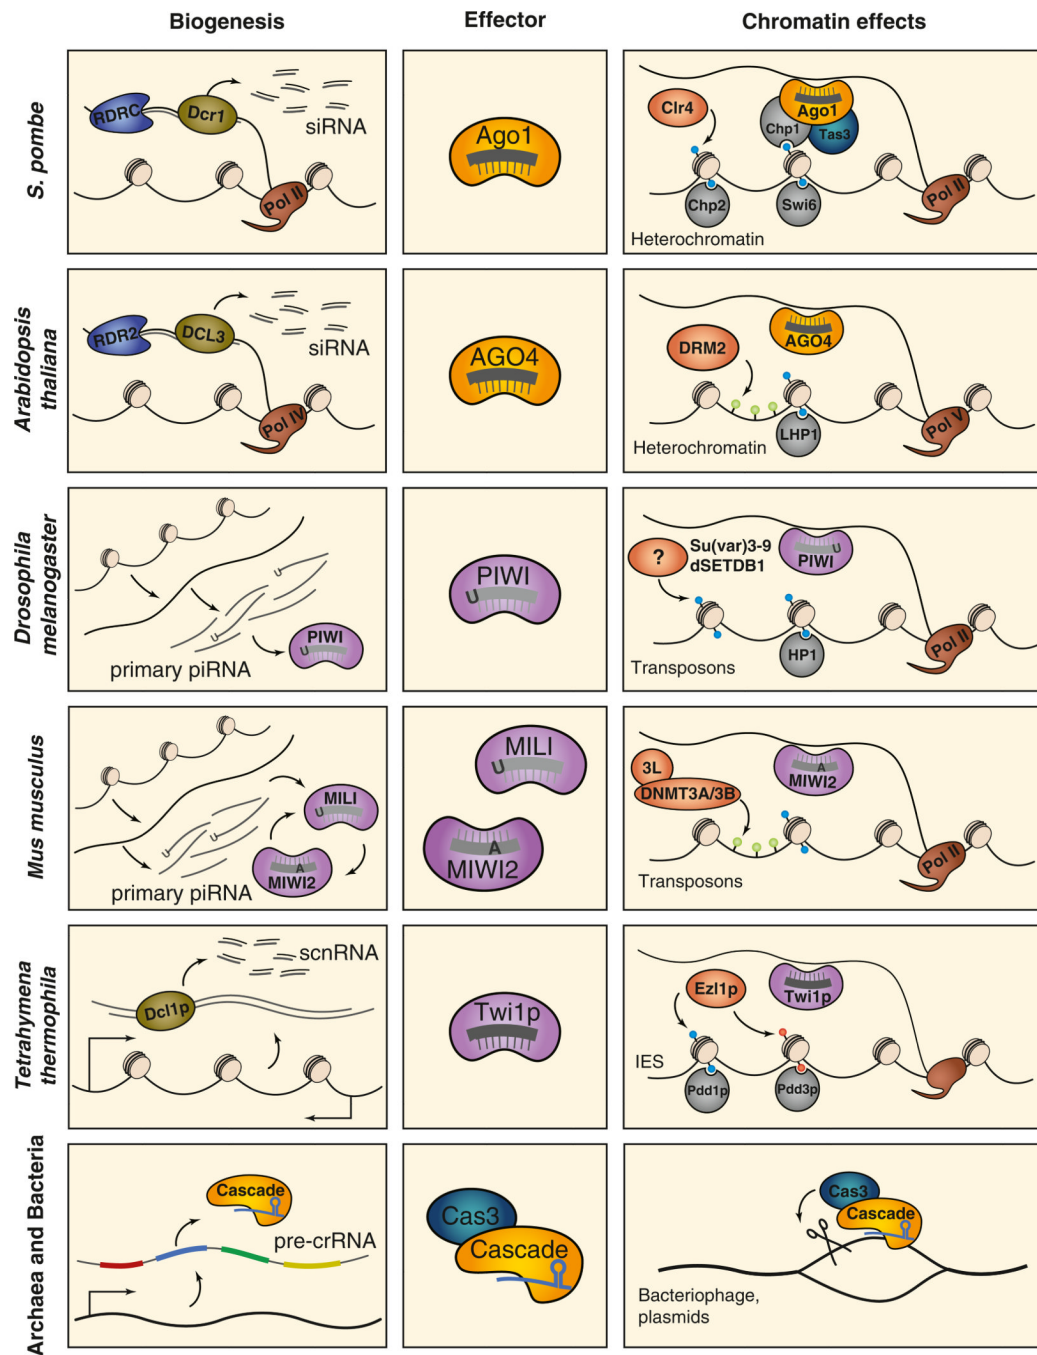 Biogenesis
Effector
Chromatin effects
S. pombe
RDRC
Dcr1
siRNA
Pol II
Ago1
Clr4
Ago1
Chp1
Tas3
Chp2
Swi6
Pol II
Heterochromatin
Arabidopsis
thaliana
RDR2
DCL3
siRNA
Pol IV
AGO4
DRM2
AGO4
LHP1
Pol V
Heterochromatin
Drosophila
melanogaster
U
U
PIWI
U
primary piRNA
PIWI
U
?
Su(var)3-9
dSETDB1
U
PIWI
HP1
Pol II
Transposons
Mus musculus
U
U
MILI
U
A
MIWI2
primary piRNA
MILI
U
A
MIWI2
3L
DNMT3A/3B
A
MIWI2
Pol II
Transposons
Tetrahymena
thermophila
scnRNA
Dcl1p
Twi1p
Ezl1p
Twi1p
IES
Pdd1p
Pdd3p
Archaea and Bacteria
Cascade
pre-crRNA
Cas3
Cascade
Cas3
Cascade
Bacteriophage,
plasmids